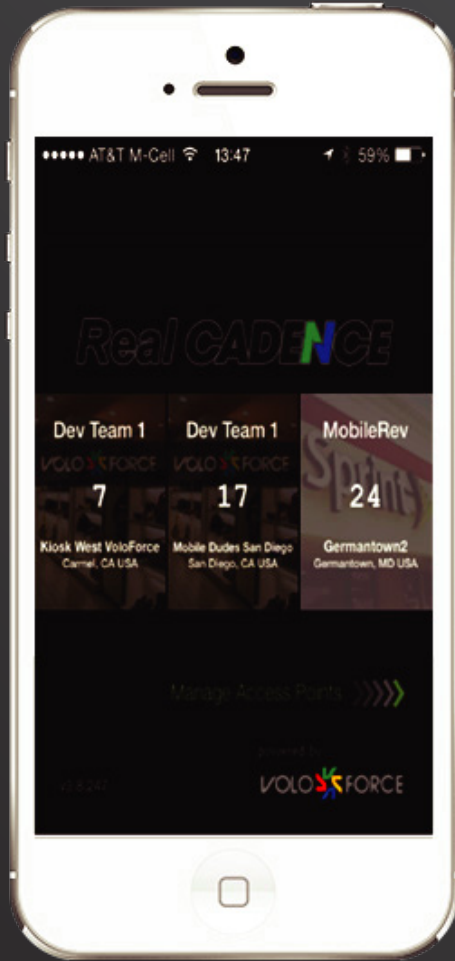 AT&T M-Cell 13:47 59%
Real CADENCE
Dev Team 1 Dev Team 1 MobileRev
VOLO FORCE VOLO FORCE Sprint
7 17 24
Kiosk West VoloForce Mobile Dudes San Diego Germantown2
Carmel, CA USA San Diego, CA USA Germantown, MD USA
Manage Access Points
powered by
VOLO FORCE